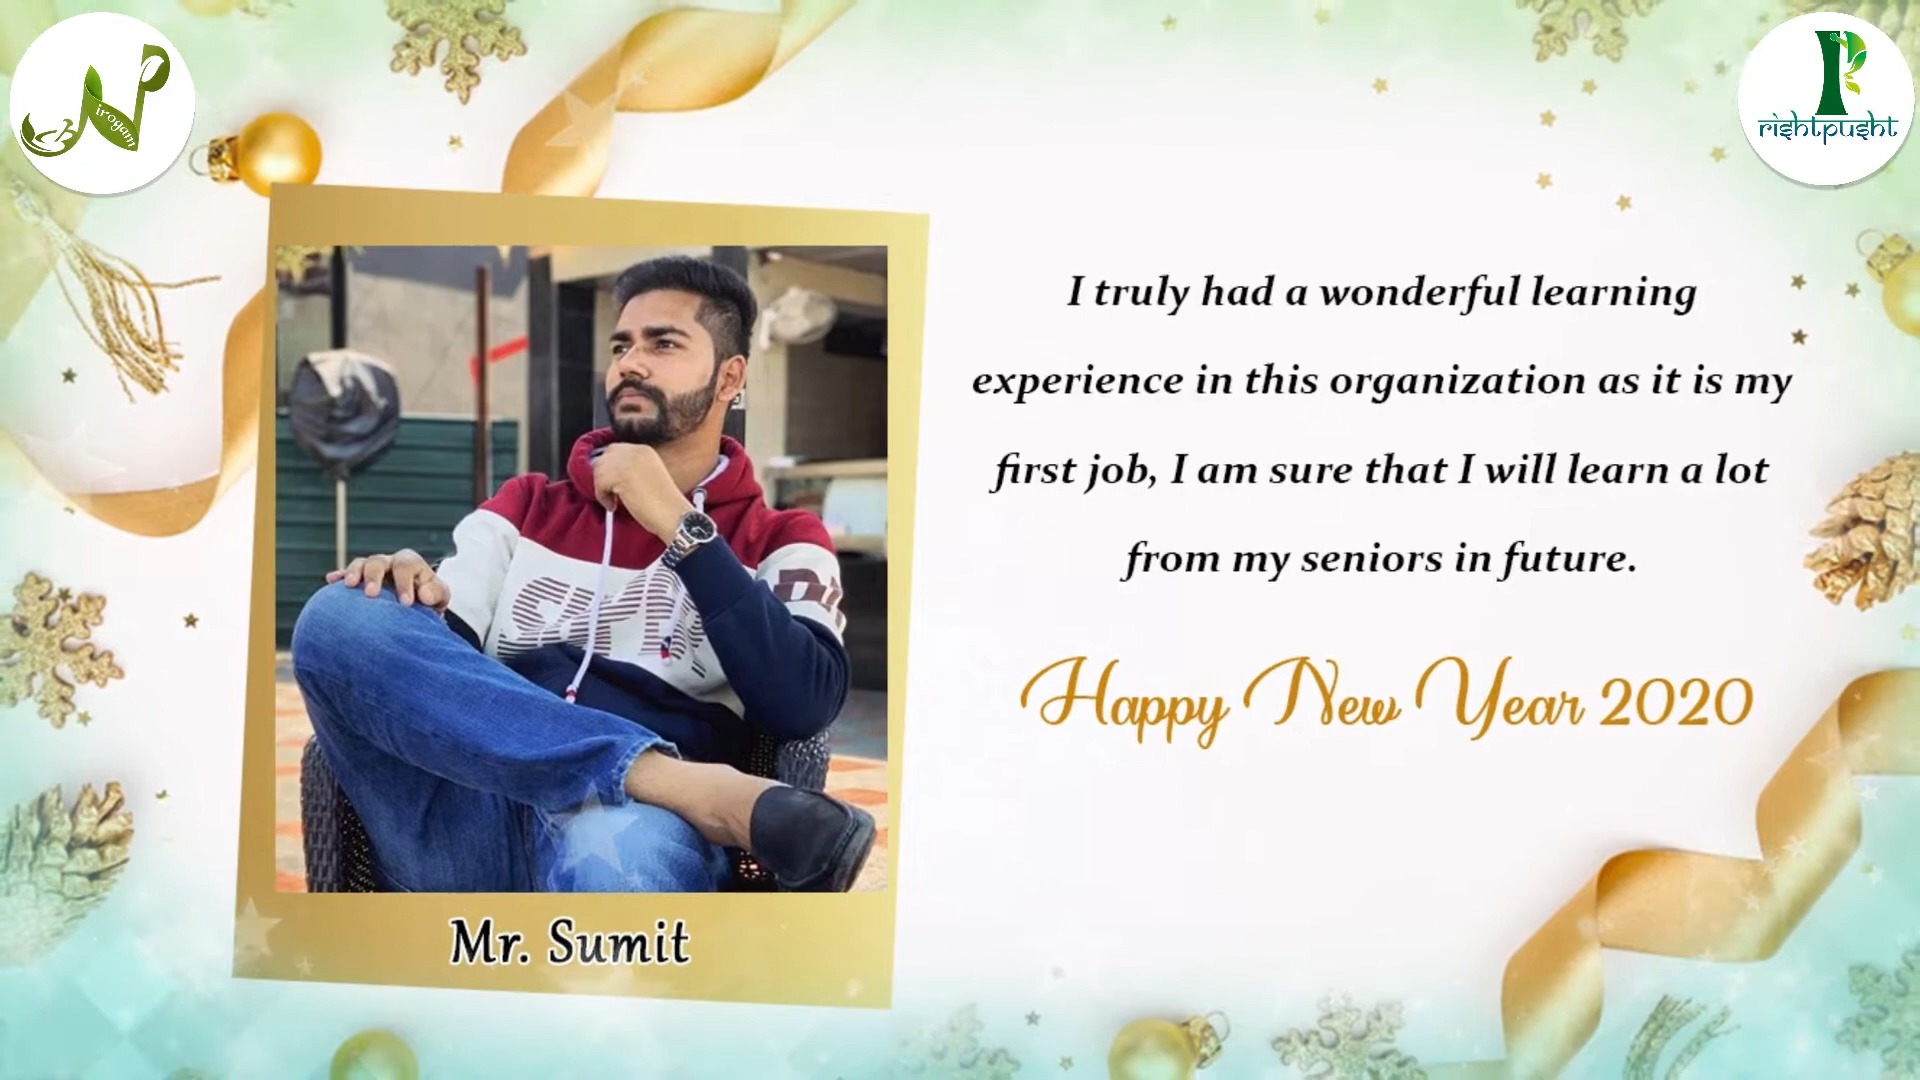 Nirogam
Rishtpusht
I truly had a wonderful learning
experience in this organization as it is my
first job, I am sure that I will learn a lot
from my seniors in future.
Happy New Year 2020
Mr. Sumit